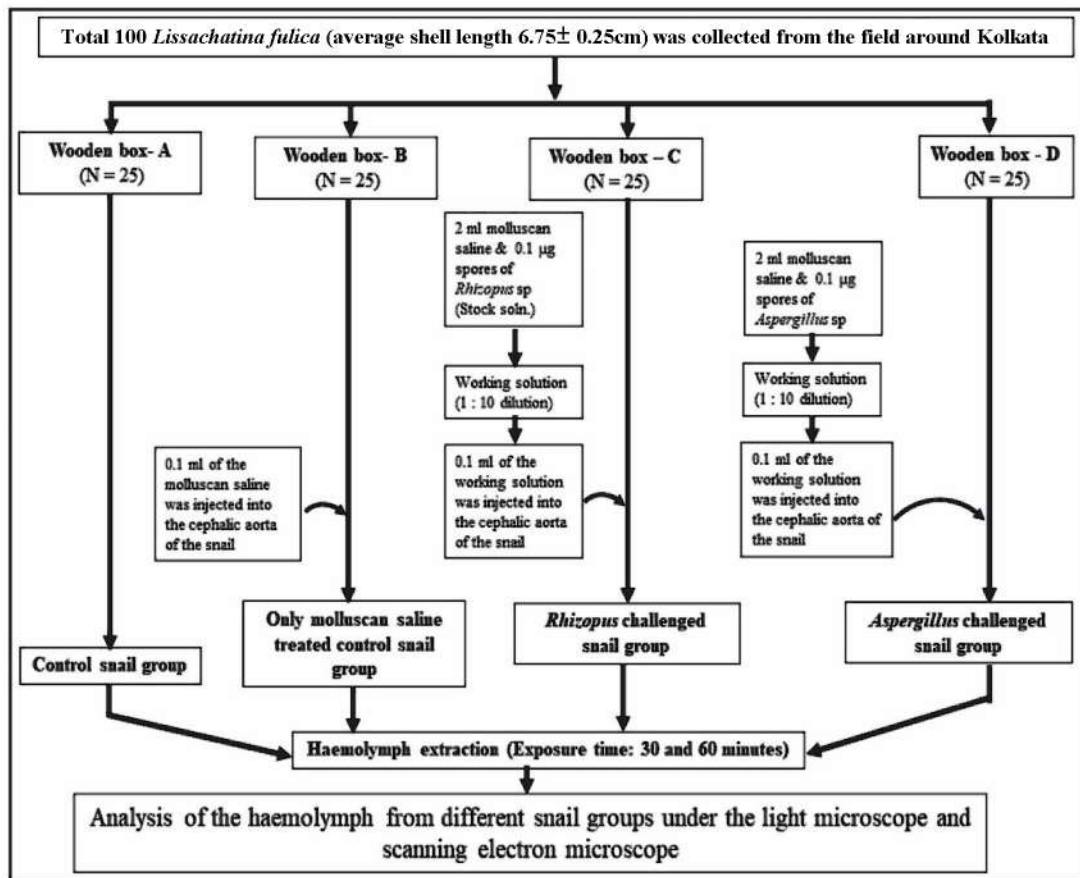 Total 100 Lissachatina fulica (average shell length 6.75± 0.25cm) was collected from the field around Kolkata
Wooden box- A
(N = 25)
Wooden box- B
(N = 25)
Wooden box – C
(N = 25)
Wooden box - D
(N = 25)
2 ml molluscan
saline & 0.1 µg
spores of
Rhizopus sp
(Stock soln.)
2 ml molluscan
saline & 0.1 µg
spores of
Aspergillus sp
Working solution
(1 : 10 dilution)
Working solution
(1 : 10 dilution)
0.1 ml of the
molluscan saline
was injected into
the cephalic aorta
of the snail
0.1 ml of the
working solution
was injected into
the cephalic aorta
of the snail
0.1 ml of the
working solution
was injected into
the cephalic aorta of
the snail
Control snail group
Only molluscan saline
treated control snail
group
Rhizopus challenged
snail group
Aspergillus challenged
snail group
Haemolymph extraction (Exposure time: 30 and 60 minutes)
Analysis of the haemolymph from different snail groups under the light microscope and
scanning electron microscope